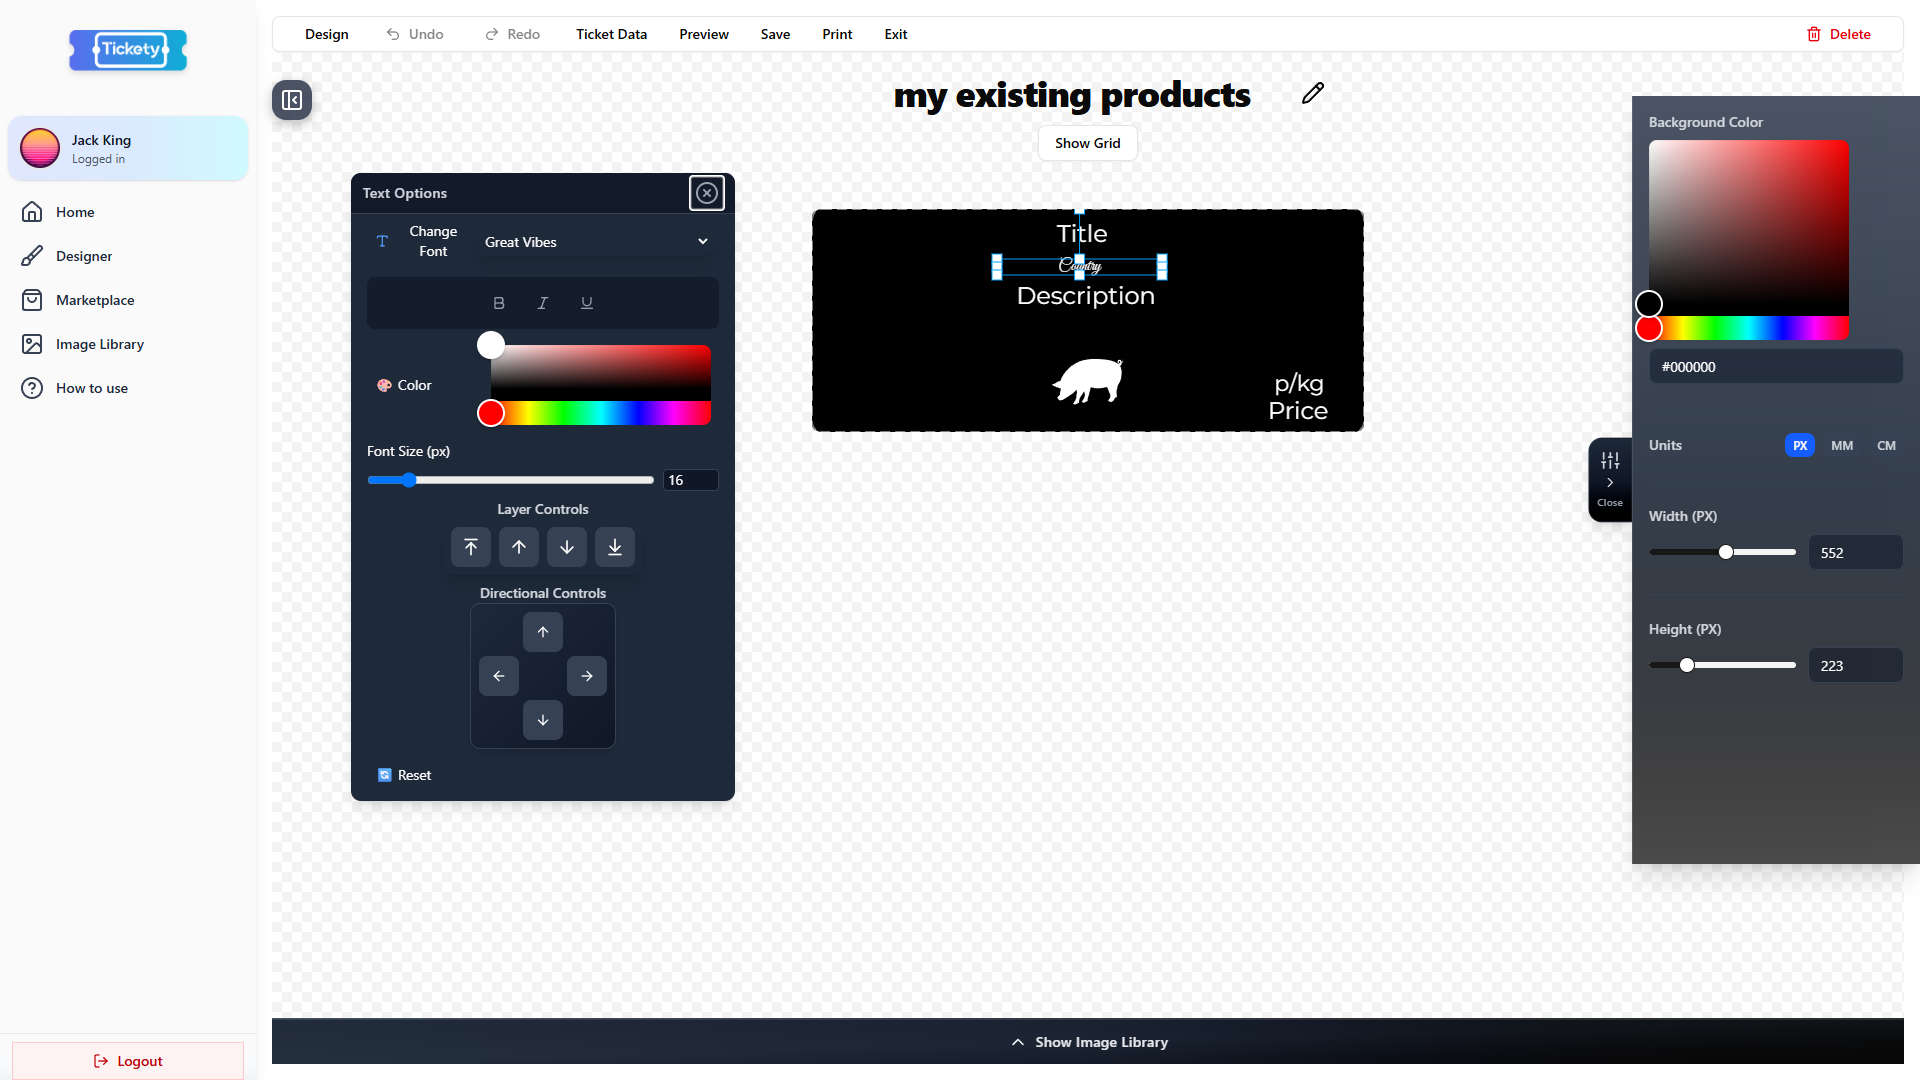 Tickety
Jack King
Logged in
Home
Designer
Marketplace
Image Library
How to use
Logout
Design
Undo
Redo
Ticket Data
Preview
Save
Print
Exit
Delete
my existing products
Show Grid
Text Options
Change
Font
Great Vibes
B
I
U
Color
Font Size (px)
16
Layer Controls
Directional Controls
Reset
Title
Country
Description
p/kg
Price
Close
Background Color
#000000
Units
PX
MM
CM
Width (PX)
552
Height (PX)
223
Show Image Library